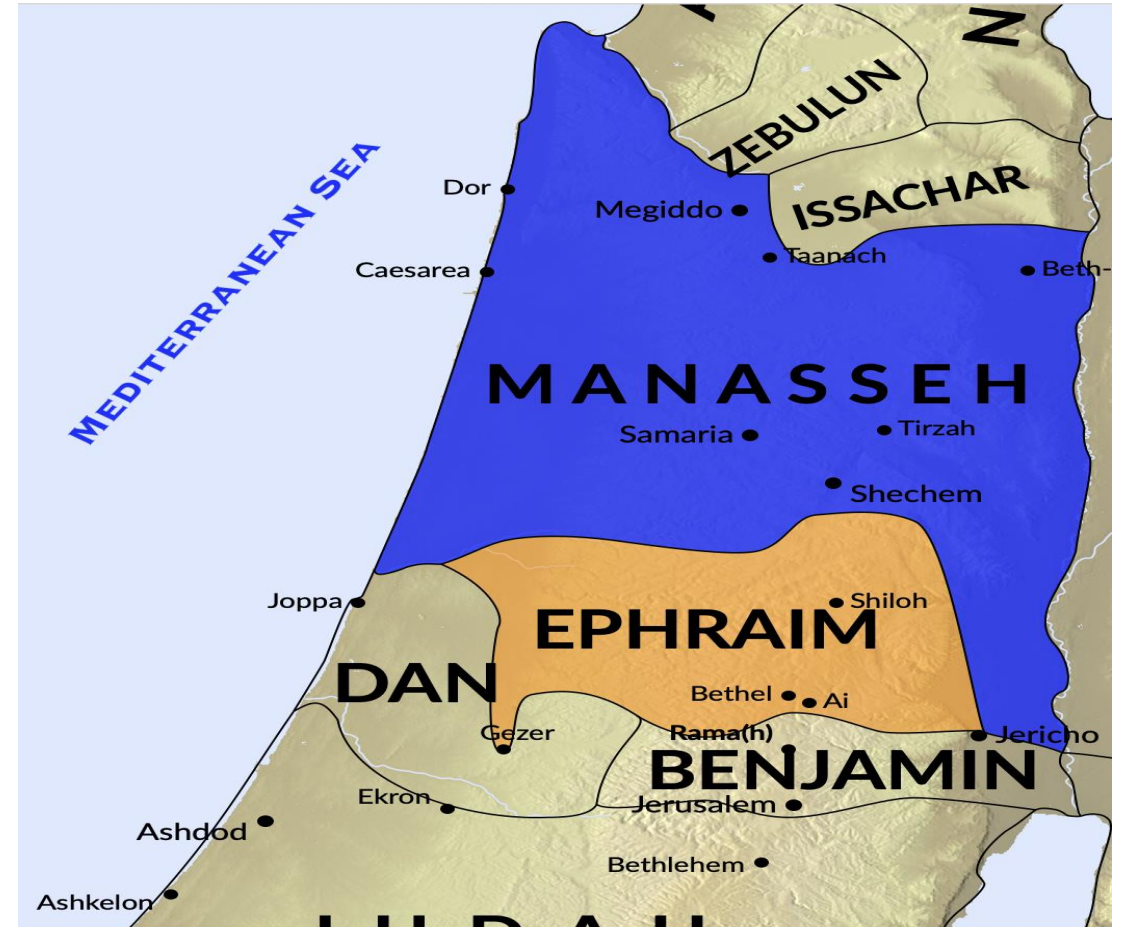 ZEBULUN
ISSACHAR
MEDITERRANEAN SEA
Dor
Megiddo
Taanach
Caesarea
Beth-
MANASSEH
Samaria
Tirzah
Shechem
Joppa
Shiloh
EPHRAIM
DAN
Bethel
Ai
Gezer
Rama(h)
Jericho
BENJAMIN
Ekron
Jerusalem
Ashdod
Bethlehem
Ashkelon
JUDAH